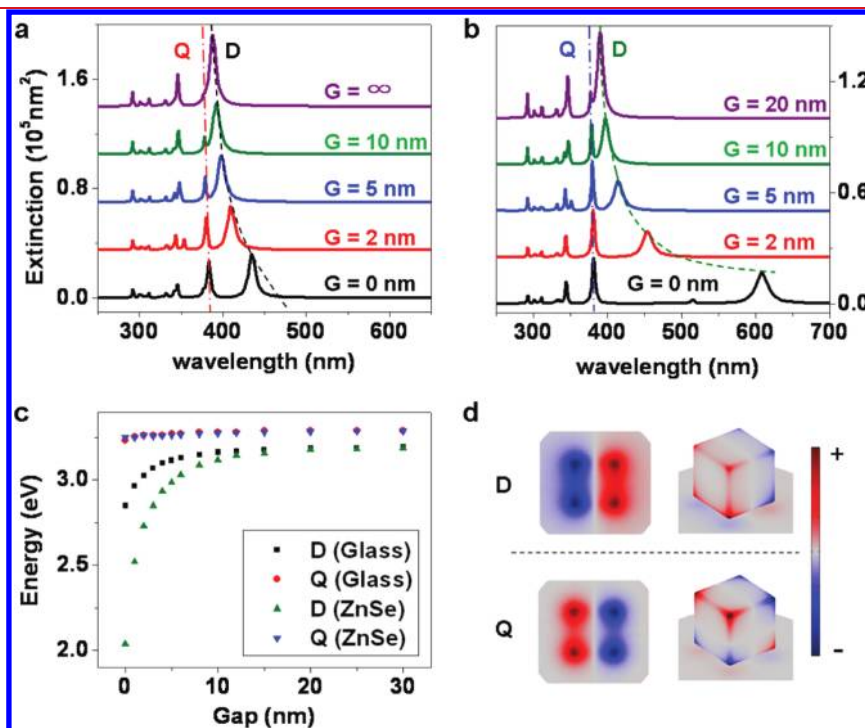 a
Q D
Extinction (10⁵nm²)
1.6
0.8
0.0
G = ∞
G = 10 nm
G = 5 nm
G = 2 nm
G = 0 nm
300 400 500 600
wavelength (nm)
b
Q D
1.2
0.6
0.0
G = 20 nm
G = 10 nm
G = 5 nm
G = 2 nm
G = 0 nm
300 400 500 600 700
wavelength (nm)
c
Energy (eV)
3.0
2.5
2.0
D (Glass)
Q (Glass)
D (ZnSe)
Q (ZnSe)
0 10 20 30
Gap (nm)
d
D
Q
+
-